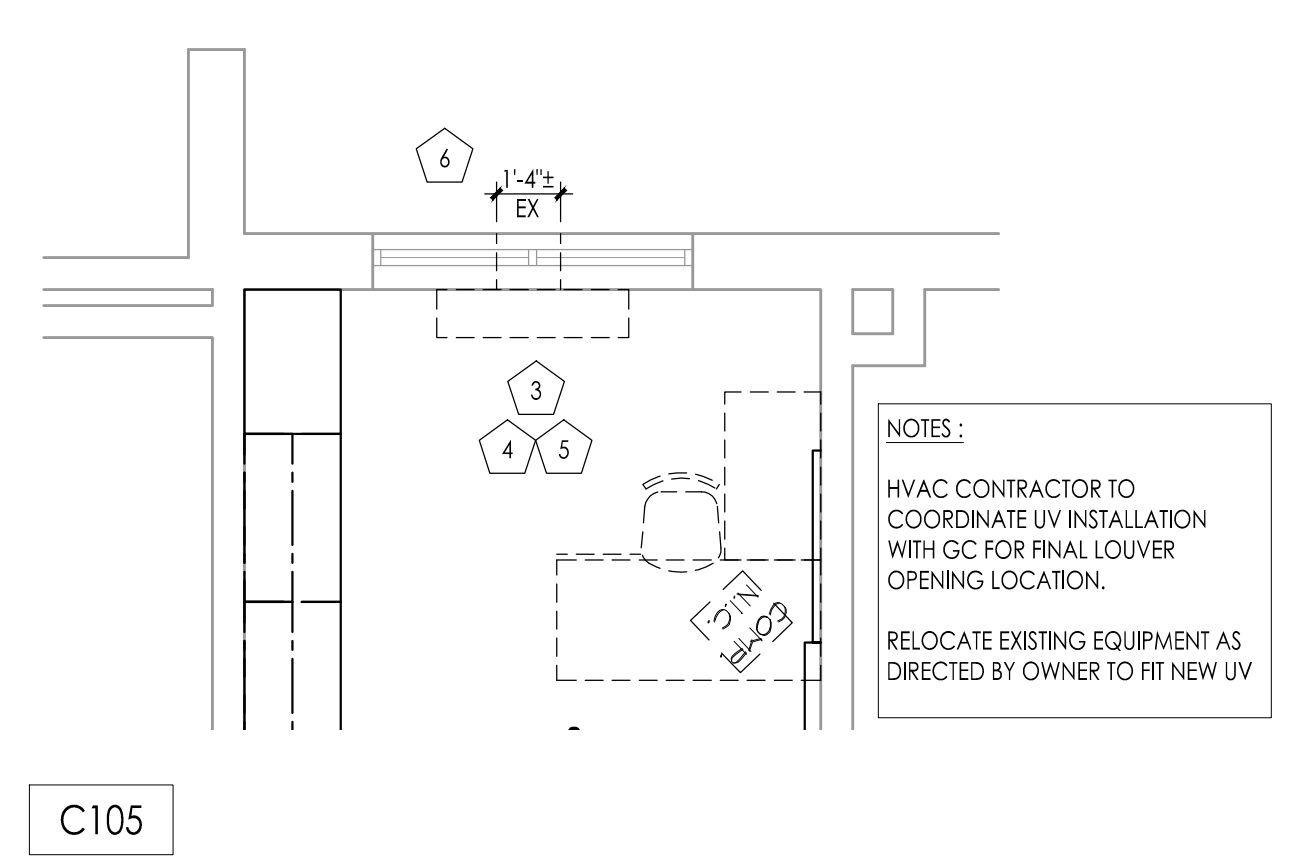 6
1'-4"±
EX
3
4
5
NOTES :
HVAC CONTRACTOR TO
COORDINATE UV INSTALLATION
WITH GC FOR FINAL LOUVER
OPENING LOCATION.
RELOCATE EXISTING EQUIPMENT AS
DIRECTED BY OWNER TO FIT NEW UV
COMP.
N.I.C.
C105